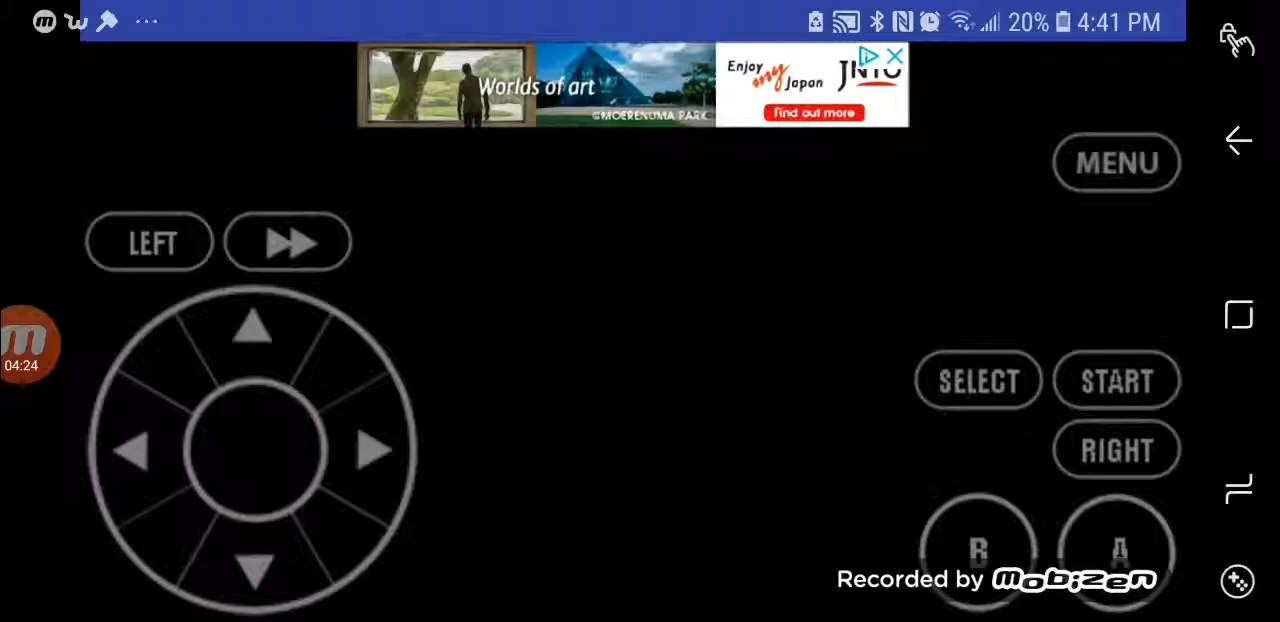 20% 4:41 PM
Worlds of art
©MOERENUMA PARK
Enjoy my Japan
JNTO
find out more
MENU
LEFT
04:24
SELECT START
RIGHT
B A
Recorded by mobizen